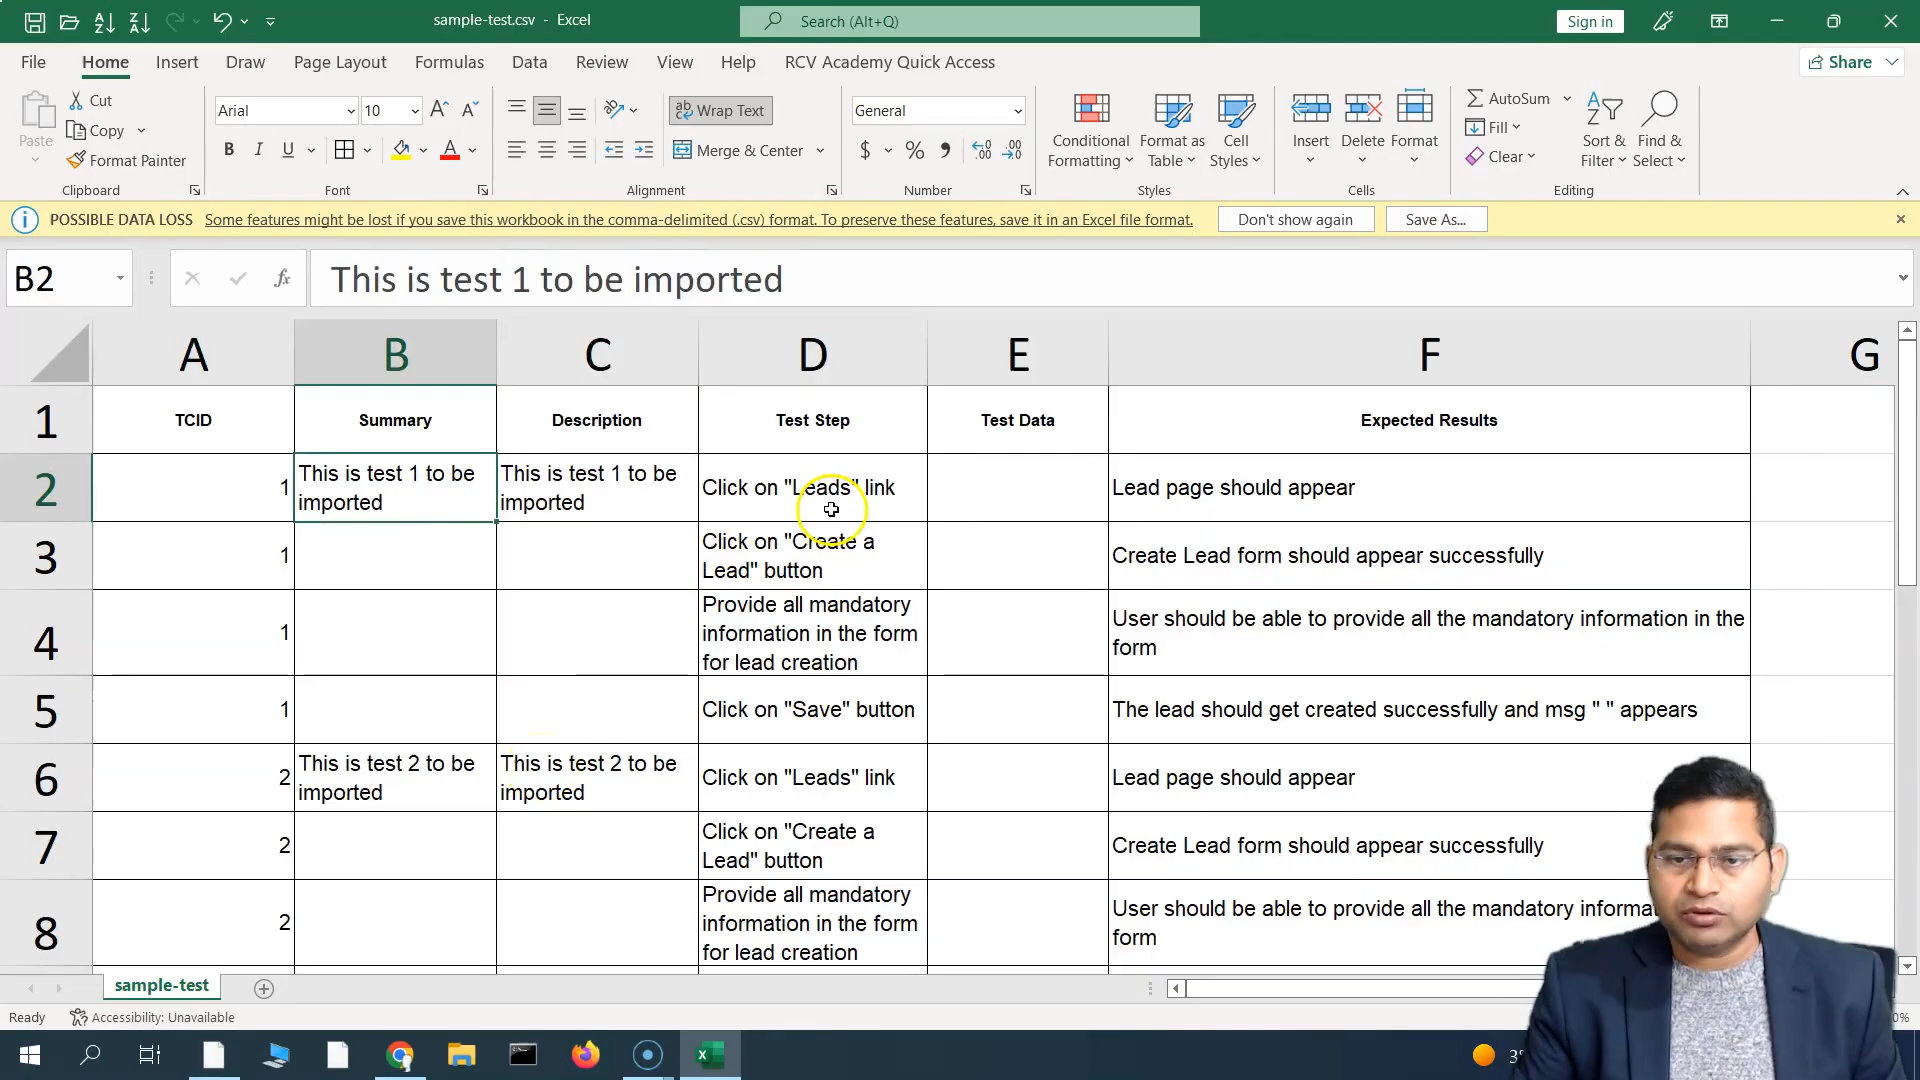 sample-test.csv - Excel
Search (Alt+Q)
Sign in
File Home Insert Draw Page Layout Formulas Data Review View Help RCV Academy Quick Access
Share
Paste
Cut
Copy
Format Painter
Clipboard
Arial 10
B I U
Font
Wrap Text
Merge & Center
Alignment
General
$ % ,
Number
Conditional Formatting
Format as Table
Cell Styles
Styles
Insert Delete Format
Cells
AutoSum
Fill
Clear
Sort & Filter
Find & Select
Editing
POSSIBLE DATA LOSS Some features might be lost if you save this workbook in the comma-delimited (.csv) format. To preserve these features, save it in an Excel file format. Don't show again Save As...
B2 fx This is test 1 to be imported
A B C D E F G
1 TCID Summary Description Test Step Test Data Expected Results
2 1 This is test 1 to be imported This is test 1 to be imported Click on "Leads" link Lead page should appear
3 1 Click on "Create a Lead" button Create Lead form should appear successfully
4 1 Provide all mandatory information in the form for lead creation User should be able to provide all the mandatory information in the form
5 1 Click on "Save" button The lead should get created successfully and msg " " appears
6 2 This is test 2 to be imported This is test 2 to be imported Click on "Leads" link Lead page should appear
7 2 Click on "Create a Lead" button Create Lead form should appear successfully
8 2 Provide all mandatory information in the form for lead creation User should be able to provide all the mandatory form
sample-test
Ready Accessibility: Unavailable